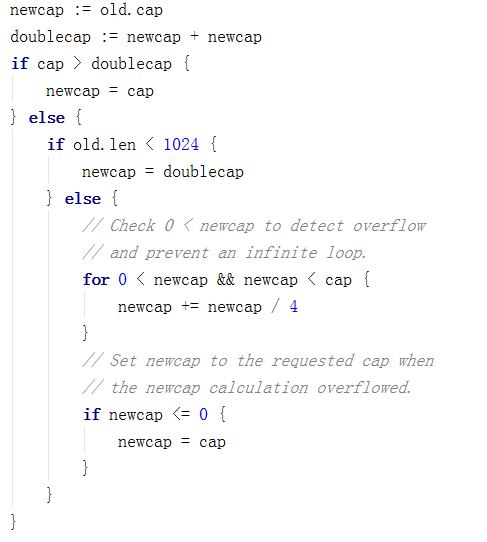 newcap := old.cap
doublecap := newcap + newcap
if cap > doublecap {
newcap = cap
} else {
if old.len < 1024 {
newcap = doublecap
} else {
// Check 0 < newcap to detect overflow
// and prevent an infinite loop.
for 0 < newcap && newcap < cap {
newcap += newcap / 4
}
// Set newcap to the requested cap when
// the newcap calculation overflowed.
if newcap <= 0 {
newcap = cap
}
}
}